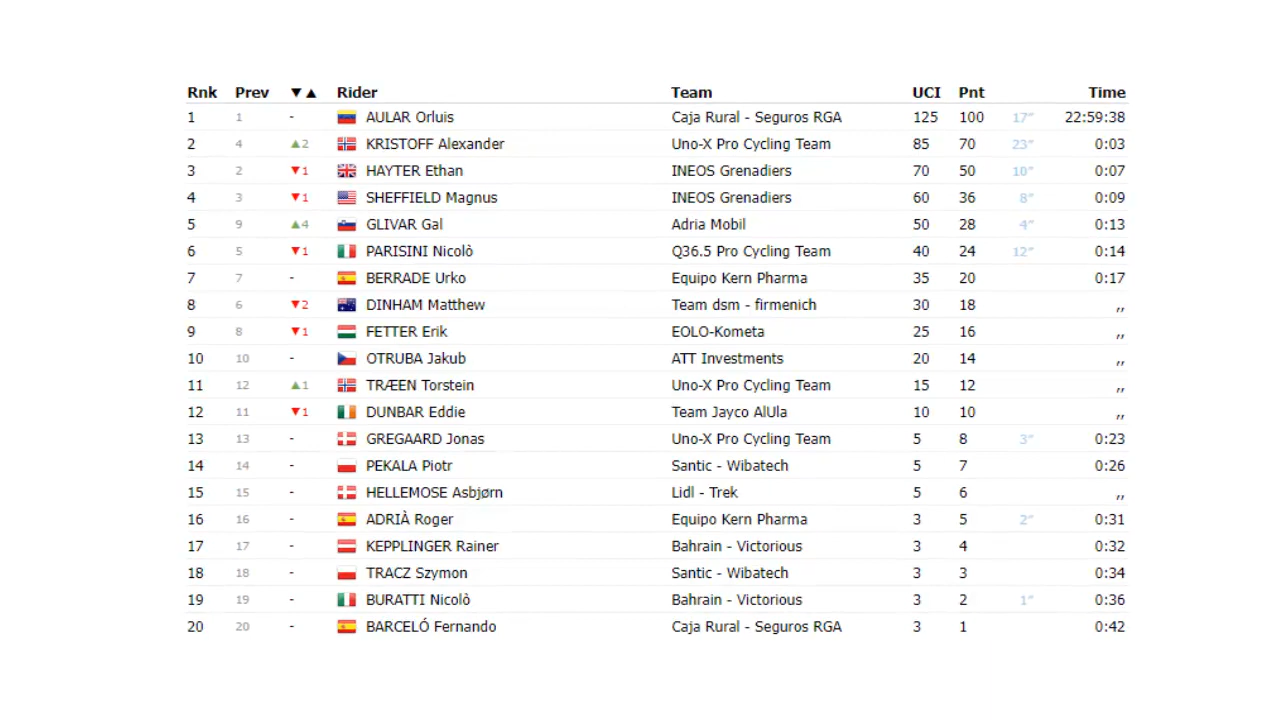 Rnk Prev ▼▲ Rider Team UCI Pnt Time
1 1 - AULAR Orluis Caja Rural - Seguros RGA 125 100 17″ 22:59:38
2 4 ▲2 KRISTOFF Alexander Uno-X Pro Cycling Team 85 70 23″ 0:03
3 2 ▼1 HAYTER Ethan INEOS Grenadiers 70 50 10″ 0:07
4 3 ▼1 SHEFFIELD Magnus INEOS Grenadiers 60 36 8″ 0:09
5 9 ▲4 GLIVAR Gal Adria Mobil 50 28 4″ 0:13
6 5 ▼1 PARISINI Nicolò Q36.5 Pro Cycling Team 40 24 12″ 0:14
7 7 - BERRADE Urko Equipo Kern Pharma 35 20 0:17
8 6 ▼2 DINHAM Matthew Team dsm - firmenich 30 18 ,,
9 8 ▼1 FETTER Erik EOLO-Kometa 25 16 ,,
10 10 - OTRUBA Jakub ATT Investments 20 14 ,,
11 12 ▲1 TRÆEN Torstein Uno-X Pro Cycling Team 15 12 ,,
12 11 ▼1 DUNBAR Eddie Team Jayco AlUla 10 10 ,,
13 13 - GREGAARD Jonas Uno-X Pro Cycling Team 5 8 3″ 0:23
14 14 - PEKALA Piotr Santic - Wibatech 5 7 0:26
15 15 - HELLEMOSE Asbjørn Lidl - Trek 5 6 ,,
16 16 - ADRIÀ Roger Equipo Kern Pharma 3 5 2″ 0:31
17 17 - KEPPLINGER Rainer Bahrain - Victorious 3 4 0:32
18 18 - TRACZ Szymon Santic - Wibatech 3 3 0:34
19 19 - BURATTI Nicolò Bahrain - Victorious 3 2 1″ 0:36
20 20 - BARCELÓ Fernando Caja Rural - Seguros RGA 3 1 0:42